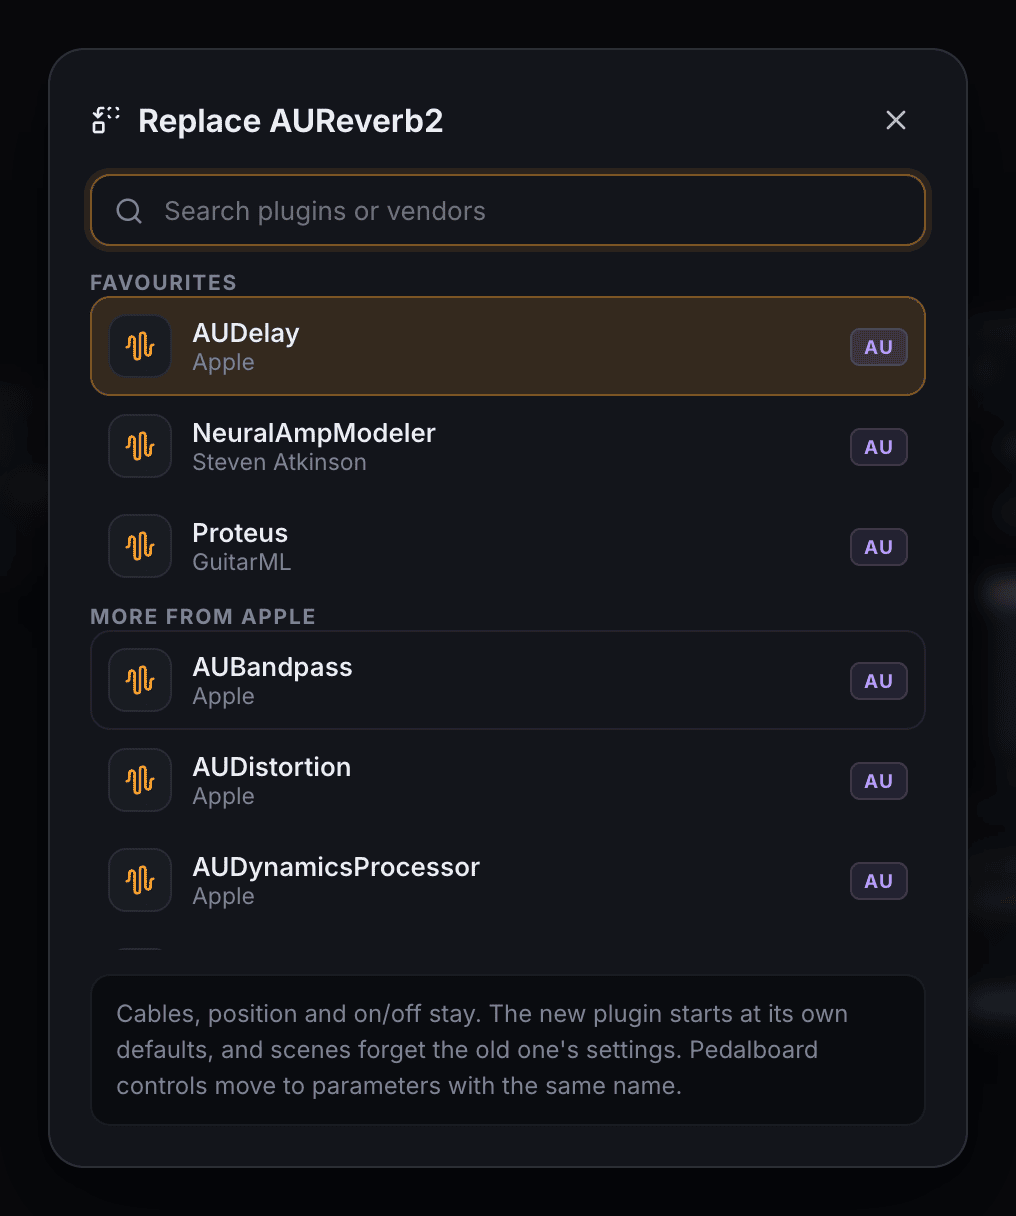 Replace AUReverb2
Search plugins or vendors
FAVOURITES
AUDelay
Apple
AU
NeuralAmpModeler
Steven Atkinson
AU
Proteus
GuitarML
AU
MORE FROM APPLE
AUBandpass
Apple
AU
AUDistortion
Apple
AU
AUDynamicsProcessor
Apple
AU
Cables, position and on/off stay. The new plugin starts at its own
defaults, and scenes forget the old one's settings. Pedalboard
controls move to parameters with the same name.